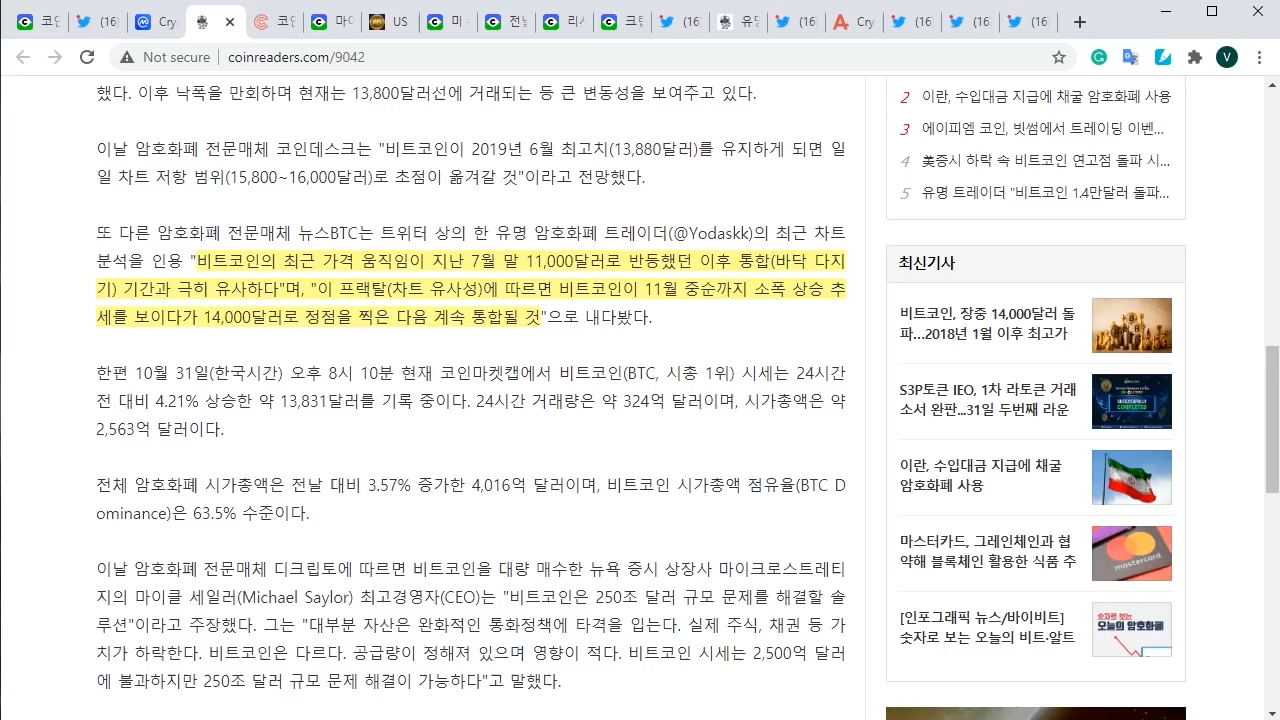 코인
(16
Cry
코인
마이
US
미
전능
리시
크린
(16
유명
(16
Cry
(16
(16
(16
Not secure
coinreaders.com/9042
V
했다. 이후 낙폭을 만회하며 현재는 13,800달러선에 거래되는 등 큰 변동성을 보여주고 있다.
이날 암호화폐 전문매체 코인데스크는 "비트코인이 2019년 6월 최고치(13,880달러)를 유지하게 되면 일
일 차트 저항 범위(15,800~16,000달러)로 초점이 옮겨갈 것"이라고 전망했다.
또 다른 암호화폐 전문매체 뉴스BTC는 트위터 상의 한 유명 암호화폐 트레이더(@Yodaskk)의 최근 차트
분석을 인용 "비트코인의 최근 가격 움직임이 지난 7월 말 11,000달러로 반등했던 이후 통합(바닥 다지
기) 기간과 극히 유사하다"며, "이 프랙탈(차트 유사성)에 따르면 비트코인이 11월 중순까지 소폭 상승 추
세를 보이다가 14,000달러로 정점을 찍은 다음 계속 통합될 것"으로 내다봤다.
한편 10월 31일(한국시간) 오후 8시 10분 현재 코인마켓캡에서 비트코인(BTC, 시총 1위) 시세는 24시간
전 대비 4.21% 상승한 약 13,831달러를 기록 중이다. 24시간 거래량은 약 324억 달러이며, 시가총액은 약
2,563억 달러이다.
전체 암호화폐 시가총액은 전날 대비 3.57% 증가한 4,016억 달러이며, 비트코인 시가총액 점유율(BTC D
ominance)은 63.5% 수준이다.
이날 암호화폐 전문매체 디크립토에 따르면 비트코인을 대량 매수한 뉴욕 증시 상장사 마이크로스트레티
지의 마이클 세일러(Michael Saylor) 최고경영자(CEO)는 "비트코인은 250조 달러 규모 문제를 해결할 솔
루션"이라고 주장했다. 그는 "대부분 자산은 완화적인 통화정책에 타격을 입는다. 실제 주식, 채권 등 가
치가 하락한다. 비트코인은 다르다. 공급량이 정해져 있으며 영향이 적다. 비트코인 시세는 2,500억 달러
에 불과하지만 250조 달러 규모 문제 해결이 가능하다"고 말했다.
2 이란, 수입대금 지급에 채굴 암호화폐 사용
3 에이피엠 코인, 빗썸에서 트레이딩 이벤...
4 美증시 하락 속 비트코인 연고점 돌파 시...
5 유명 트레이더 "비트코인 1.4만달러 돌파...
최신기사
비트코인, 장중 14,000달러 돌
파...2018년 1월 이후 최고가
S3P토큰 IEO, 1차 라토큰 거래
소서 완판...31일 두번째 라운
SUCCESSFULLY
COMPLETED
이란, 수입대금 지급에 채굴
암호화폐 사용
마스터카드, 그레인체인과 협
약해 블록체인 활용한 식품 추
mastercard
[인포그래픽 뉴스/바이비트]
숫자로 보는 오늘의 비트·알트
숫자로 보는
오늘의 암호화폐